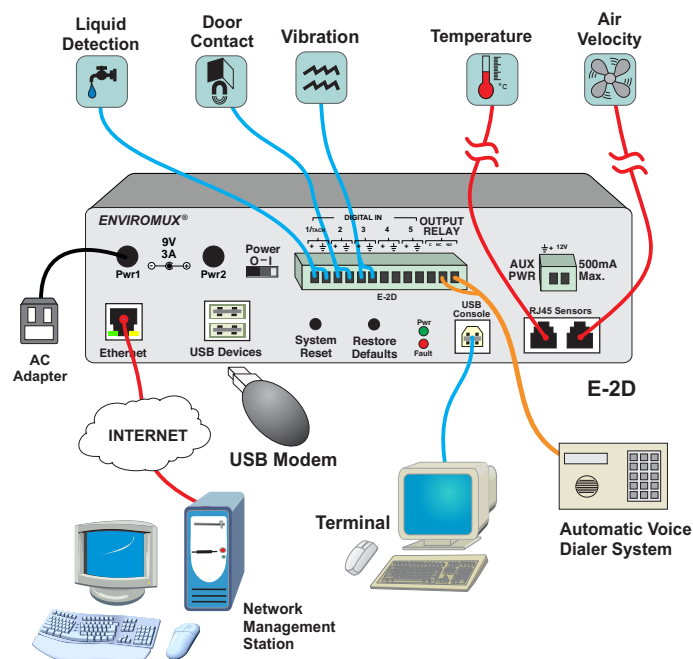 Liquid
Detection
Door
Contact
Vibration
Temperature
Air
Velocity
°C
ENVIROMUX®
9V
3A
Pwr1
Pwr2
Power
O–I
DIGITAL IN
1/TACH 2 3 4 5
+ + + + +
OUTPUT
RELAY
C NC NO
E-2D
+ 12V
AUX
PWR
500mA
Max.
RJ45 Sensors
Ethernet
USB Devices
System
Reset
Restore
Defaults
Pwr
Fault
USB
Console
E-2D
AC
Adapter
INTERNET
USB Modem
Terminal
Automatic Voice
Dialer System
Network
Management
Station